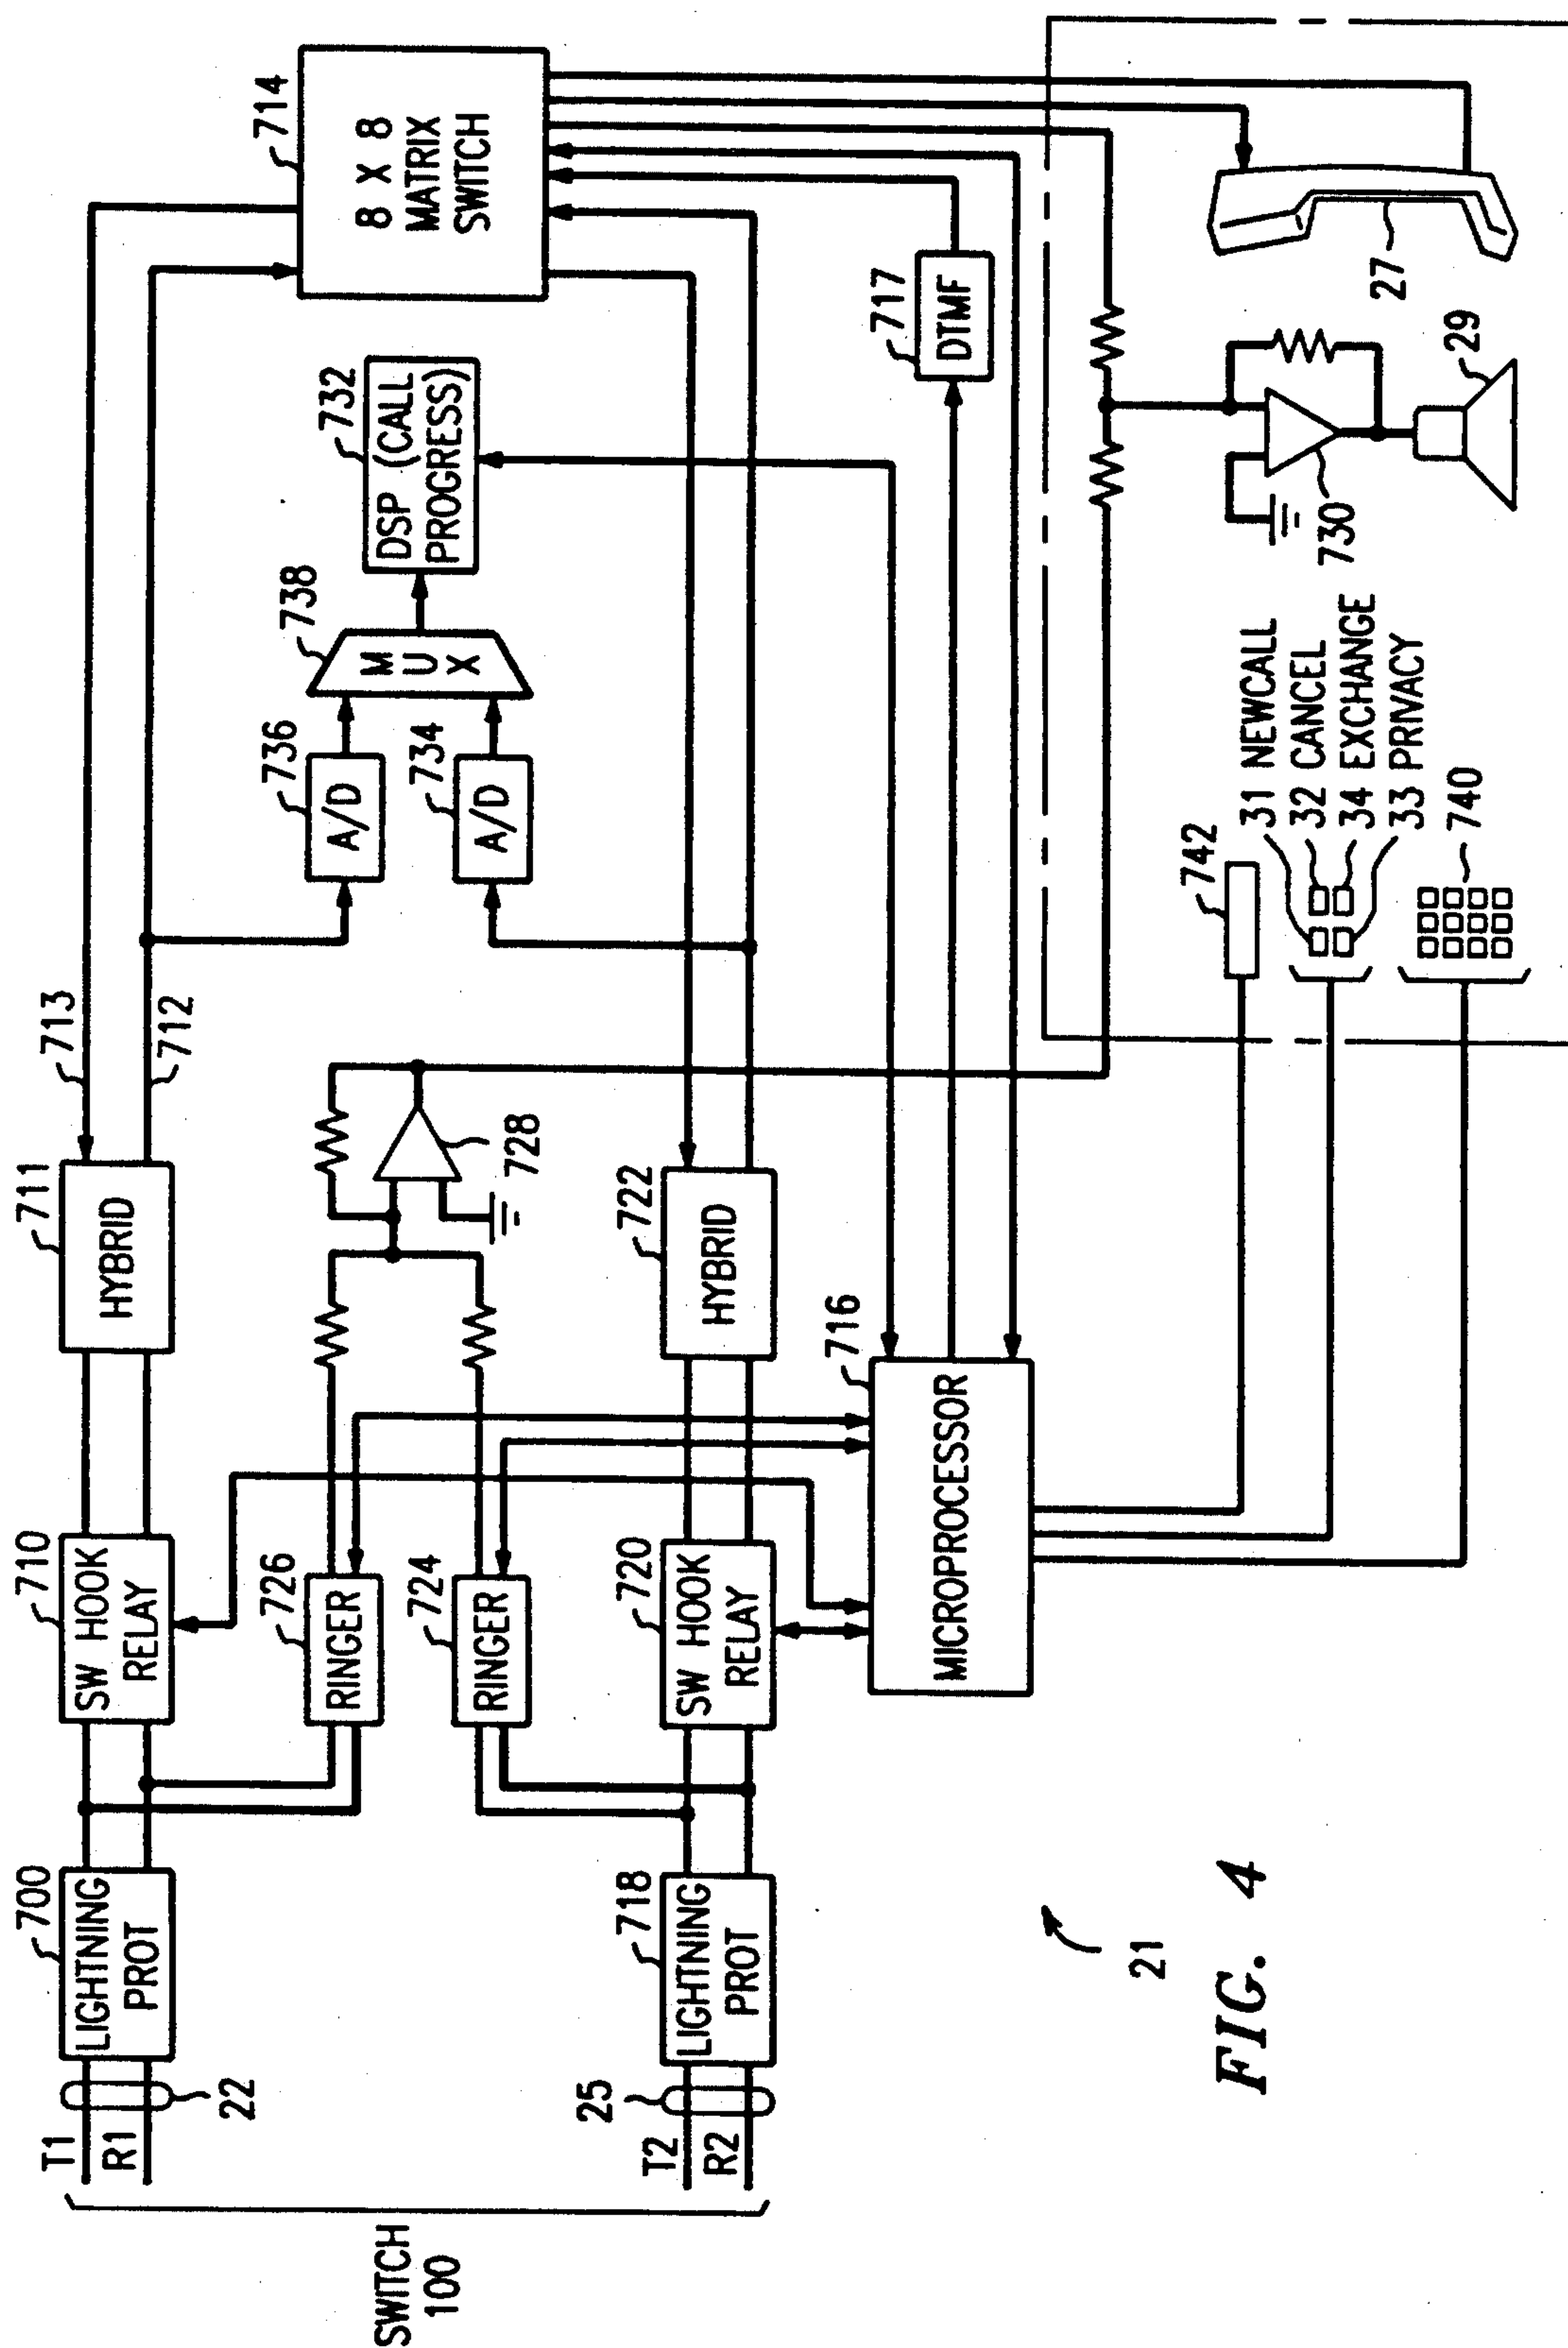 SWITCH
100
T1
R1
22
T2
R2
25
700
LIGHTNING
PROT
718
LIGHTNING
PROT
710
SW HOOK
RELAY
726
RINGER
724
RINGER
720
SW HOOK
RELAY
716
MICROPROCESSOR
711
HYBRID
728
722
HYBRID
713
712
736
A/D
734
A/D
738
MUX
732
DSP (CALL
PROGRESS)
714
8 X 8
MATRIX
SWITCH
717
DTMF
742
31 NEWCALL
32 CANCEL
34 EXCHANGE
33 PRIVACY
740
730
29
27
21
FIG. 4